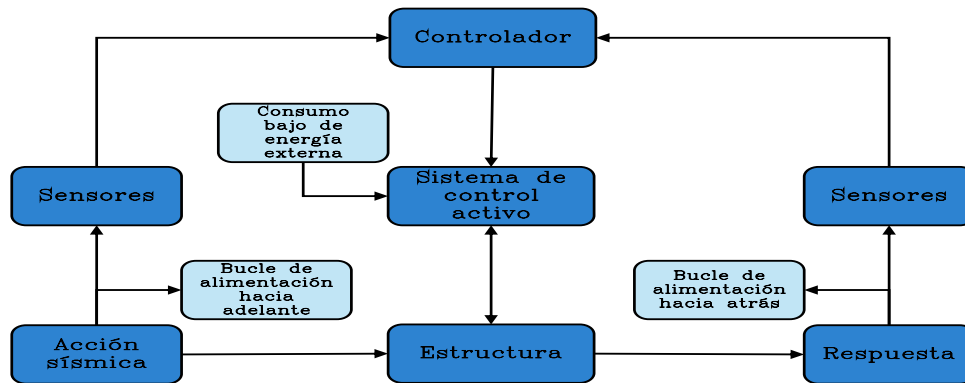 Controlador
Consumo
bajo de
energía
externa
Sensores
Sistema de
control
activo
Sensores
Bucle de
alimentación
hacia
adelante
Bucle de
alimentación
hacia atrás
Acción
sísmica
Estructura
Respuesta